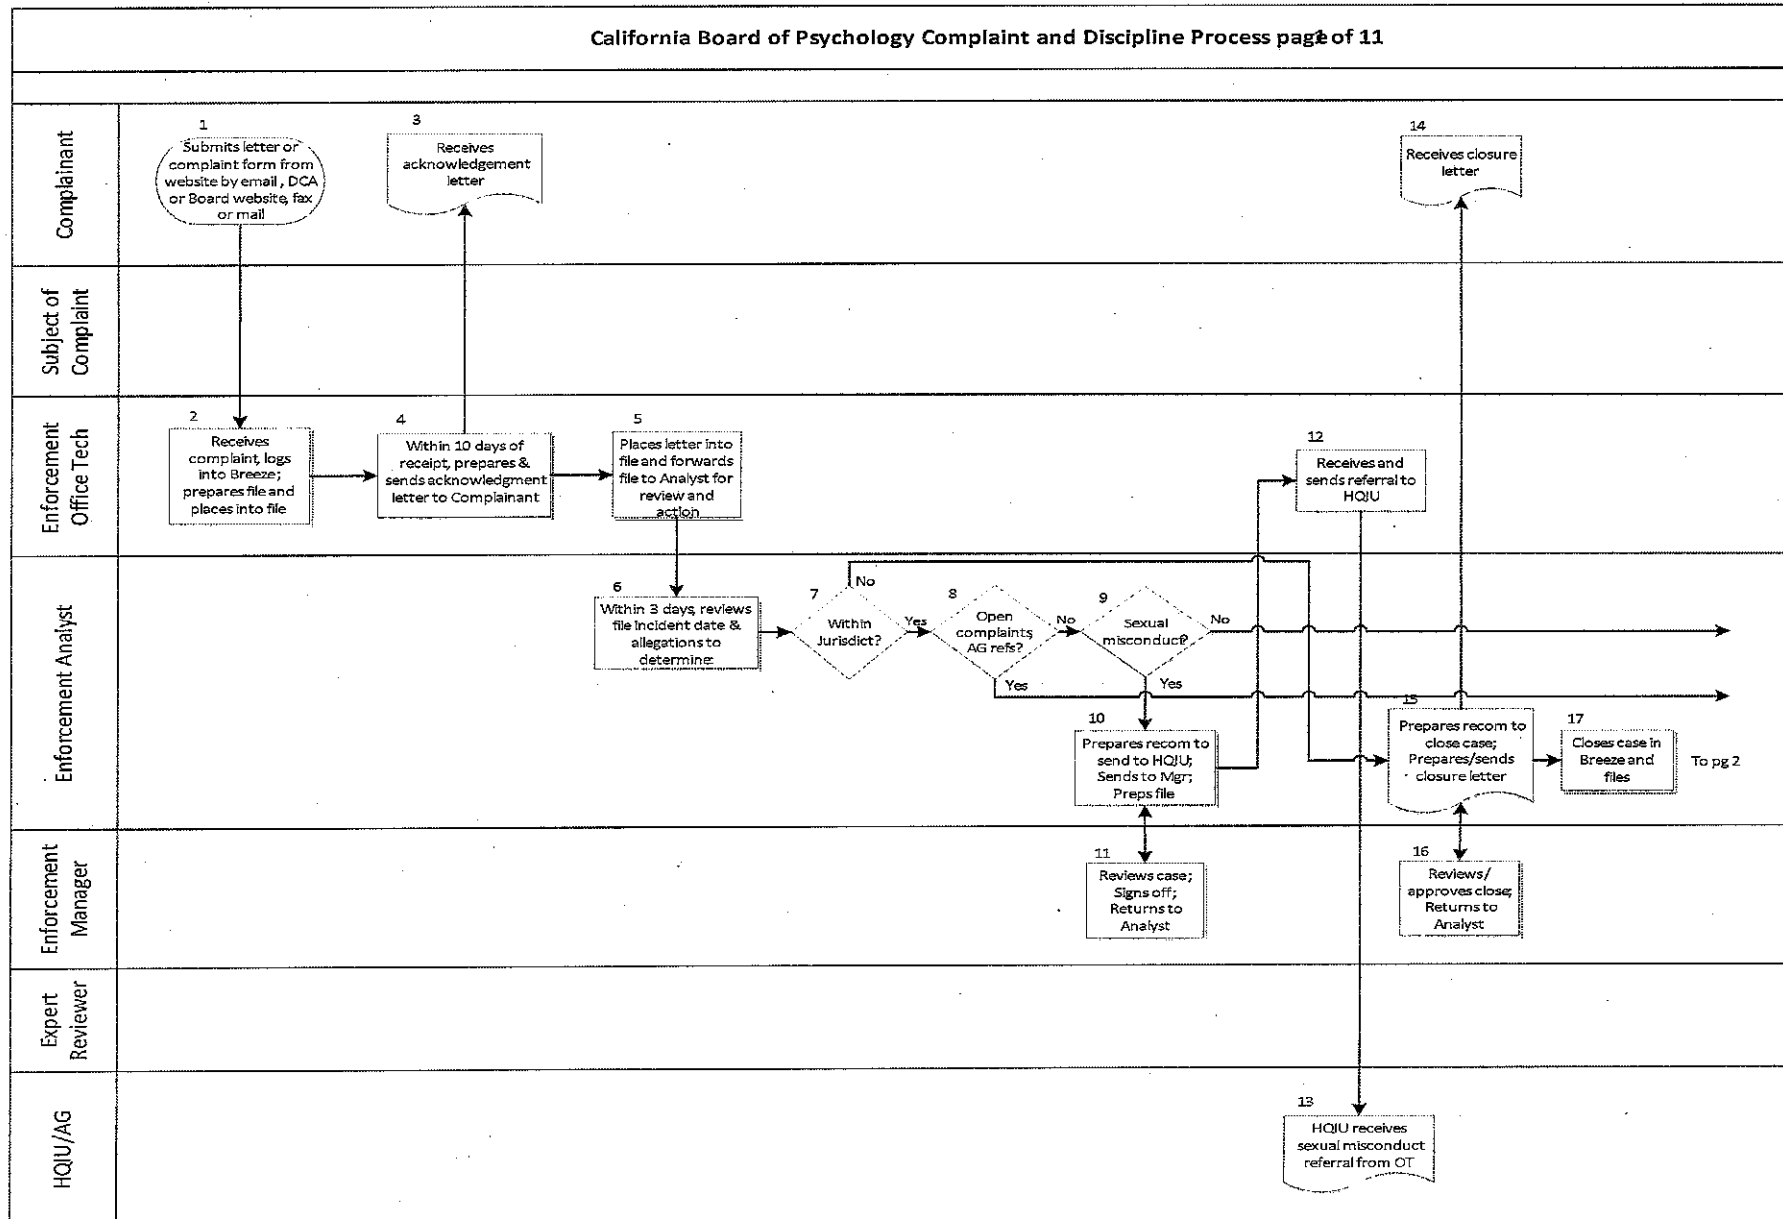 California Board of Psychology Complaint and Discipline Process page of 11
Complainant
1
Submits letter or
complaint form from
website by email , DCA
or Board website, fax
or mail
3
Receives
acknowledgement
letter
14
Receives closure
letter
Subject of
Complaint
Enforcement
Office Tech
2
Receives
complaint, logs
into Breeze;
prepares file and
places into file
4
Within 10 days of
receipt, prepares &
sends acknowledgment
letter to Complainant
5
Places letter into
file and forwards
file to Analyst for
review and
action
12
Receives and
sends referral to
HQIU
Enforcement Analyst
6
Within 3 days, reviews
file incident date &
allegations to
determine:
7
Within
Jurisdict?
No
Yes
8
Open
complaints,
AG refs?
No
Yes
9
Sexual
misconduct?
No
Yes
10
Prepares recom to
send to HQIU;
Sends to Mgr;
Preps file
15
Prepares recom to
close case;
Prepares/sends
closure letter
17
Closes case in
Breeze and
files
To pg 2
Enforcement
Manager
11
Reviews case;
Signs off;
Returns to
Analyst
16
Reviews/
approves close;
Returns to
Analyst
Expert
Reviewer
HQIU/AG
13
HQIU receives
sexual misconduct
referral from OT